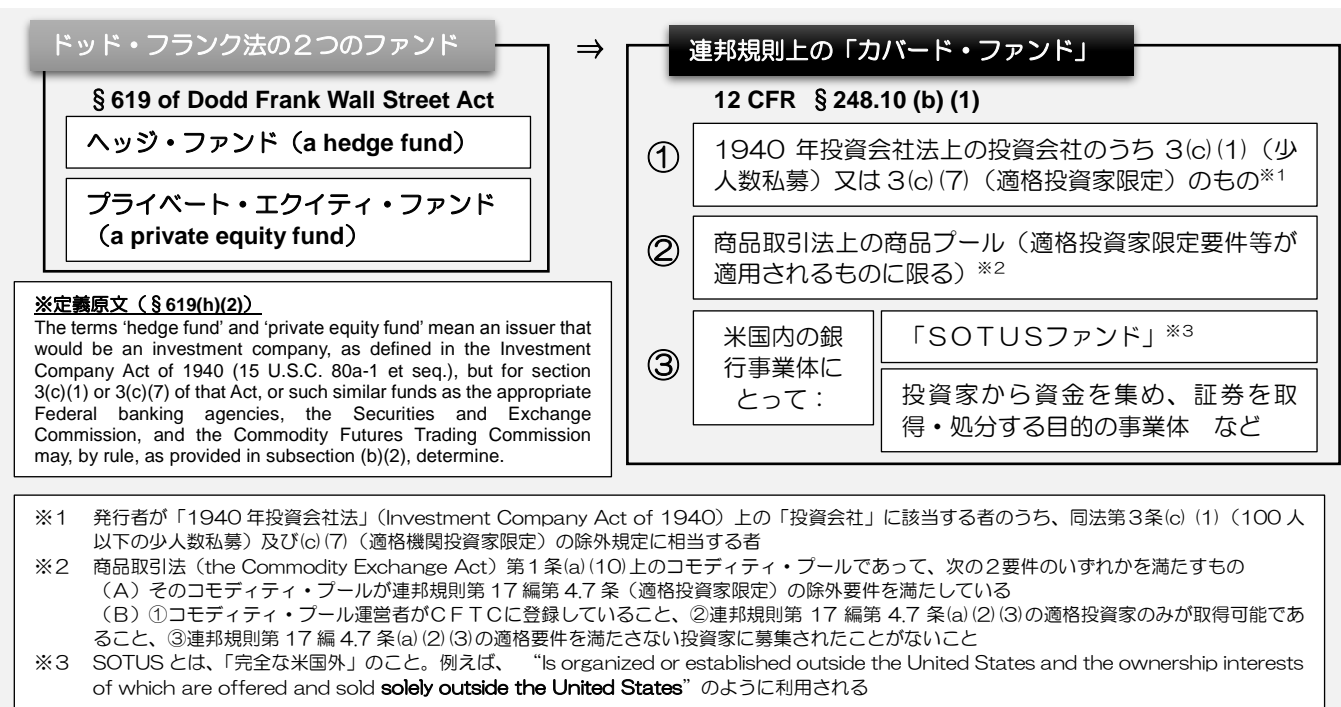 ドッド・フランク法の2つのファンド
⇒
連邦規則上の「カバード・ファンド」
§619 of Dodd Frank Wall Street Act
ヘッジ・ファンド(a hedge fund)
プライベート・エクイティ・ファンド
(a private equity fund)
※定義原文(§619(h)(2))
The terms ‘hedge fund’ and ‘private equity fund’ mean an issuer that
would be an investment company, as defined in the Investment
Company Act of 1940 (15 U.S.C. 80a-1 et seq.), but for section
3(c)(1) or 3(c)(7) of that Act, or such similar funds as the appropriate
Federal banking agencies, the Securities and Exchange
Commission, and the Commodity Futures Trading Commission
may, by rule, as provided in subsection (b)(2), determine.
12 CFR §248.10 (b) (1)
①
1940 年投資会社法上の投資会社のうち 3(c)(1)(少
人数私募)又は 3(c)(7)(適格投資家限定)のもの※1
②
商品取引法上の商品プール(適格投資家限定要件等が
適用されるものに限る)※2
③
米国内の銀
行事業体に
とって:
「SOTUSファンド」※3
投資家から資金を集め、証券を取
得・処分する目的の事業体 など
※1 発行者が「1940 年投資会社法」(Investment Company Act of 1940)上の「投資会社」に該当する者のうち、同法第3条(c) (1)(100 人
以下の少人数私募)及び(c)(7)(適格機関投資家限定)の除外規定に相当する者
※2 商品取引法(the Commodity Exchange Act)第1条(a)(10)上のコモディティ・プールであって、次の2要件のいずれかを満たすもの
(A)そのコモディティ・プールが連邦規則第 17 編第 4.7 条(適格投資家限定)の除外要件を満たしている
(B)①コモディティ・プール運営者がCFTCに登録していること、②連邦規則第 17 編第 4.7 条(a)(2)(3)の適格投資家のみが取得可能であ
ること、③連邦規則第 17 編 4.7 条(a)(2)(3)の適格要件を満たさない投資家に募集されたことがないこと
※3 SOTUS とは、「完全な米国外」のこと。例えば、 “Is organized or established outside the United States and the ownership interests
of which are offered and sold solely outside the United States”のように利用される